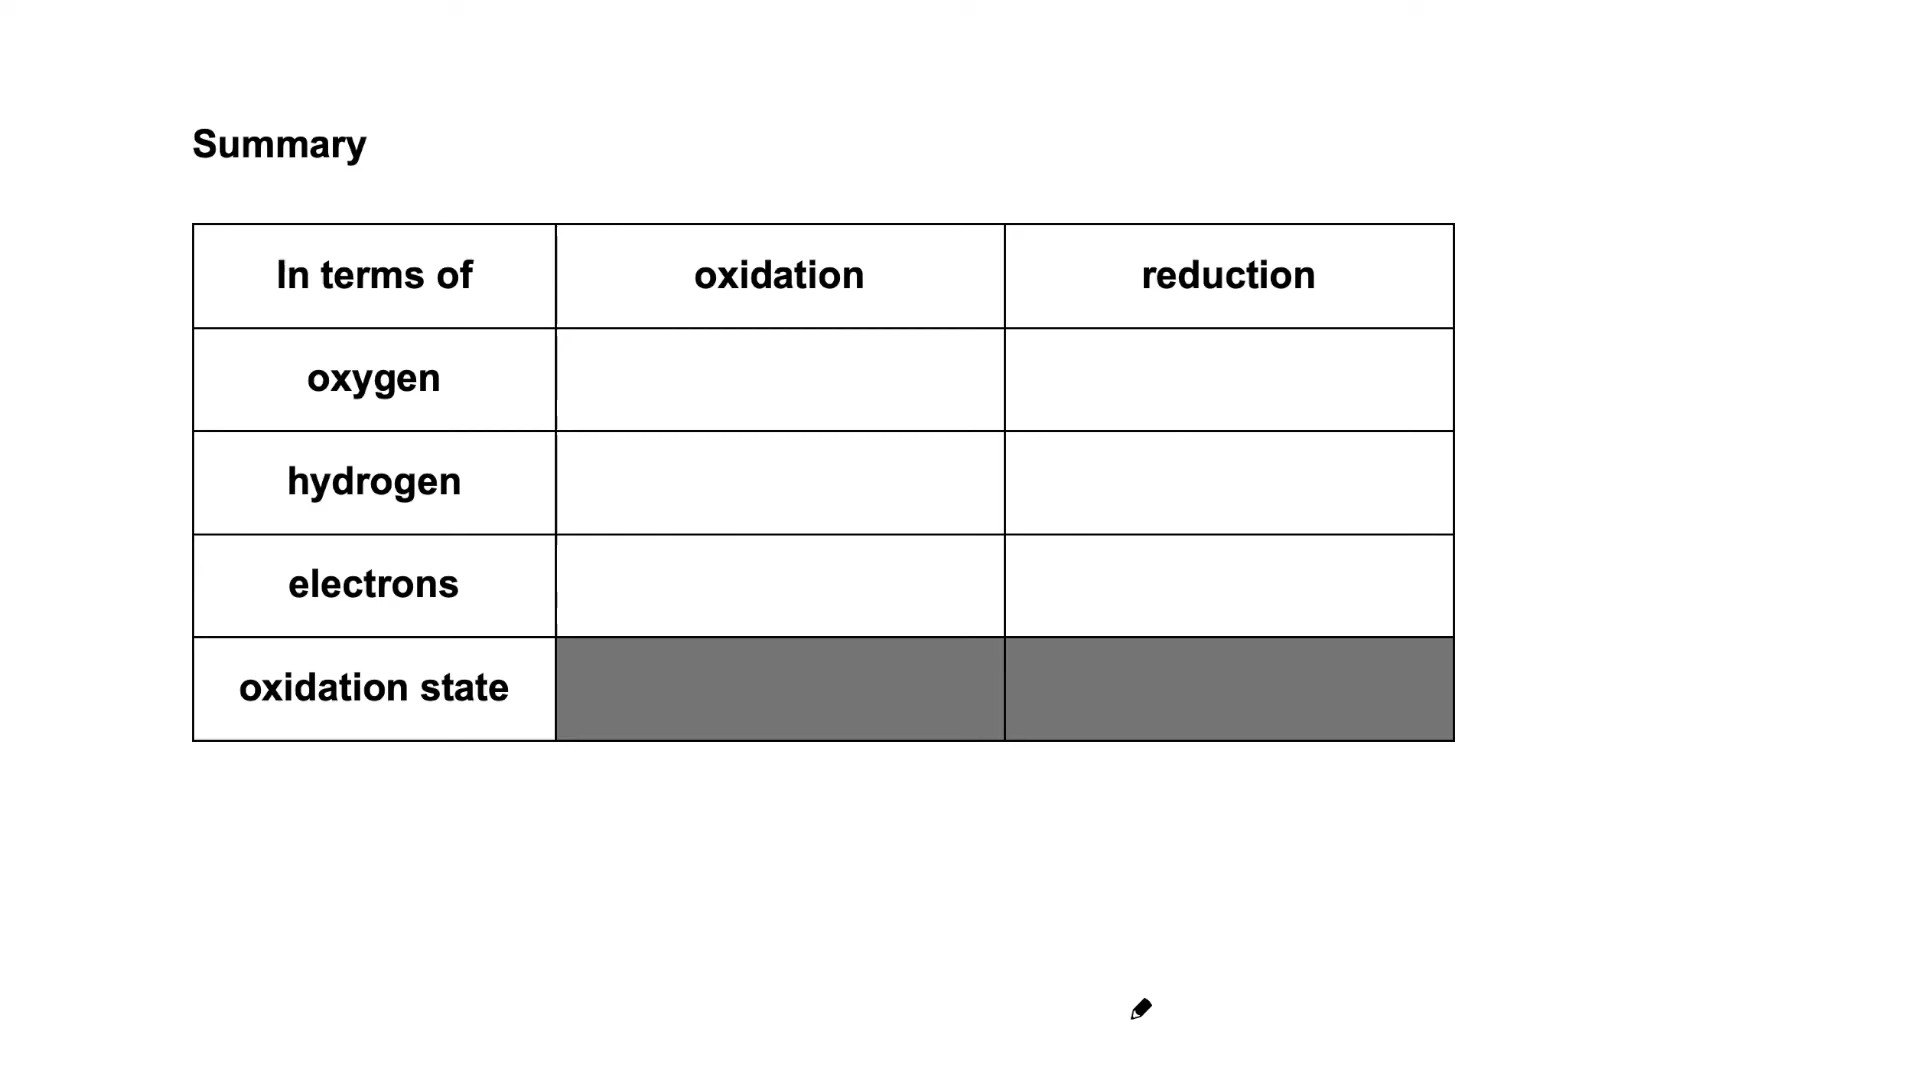 Summary
In terms of oxidation reduction
oxygen
hydrogen
electrons
oxidation state